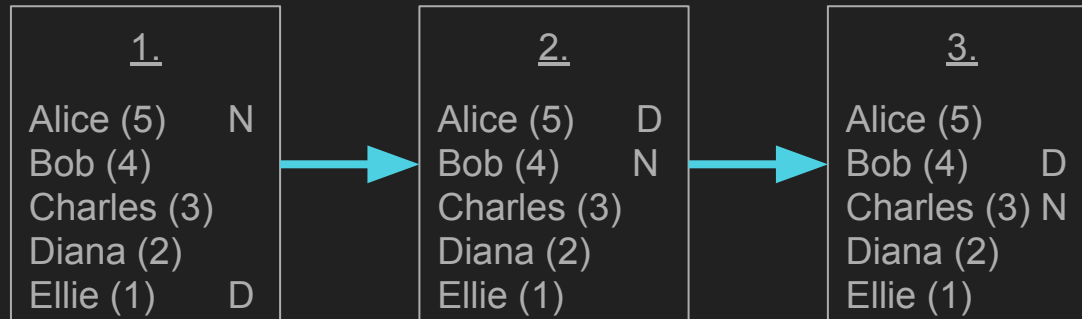 1.
Alice (5) N
Bob (4)
Charles (3)
Diana (2)
Ellie (1) D
2.
Alice (5) D
Bob (4) N
Charles (3)
Diana (2)
Ellie (1)
3.
Alice (5)
Bob (4) D
Charles (3) N
Diana (2)
Ellie (1)